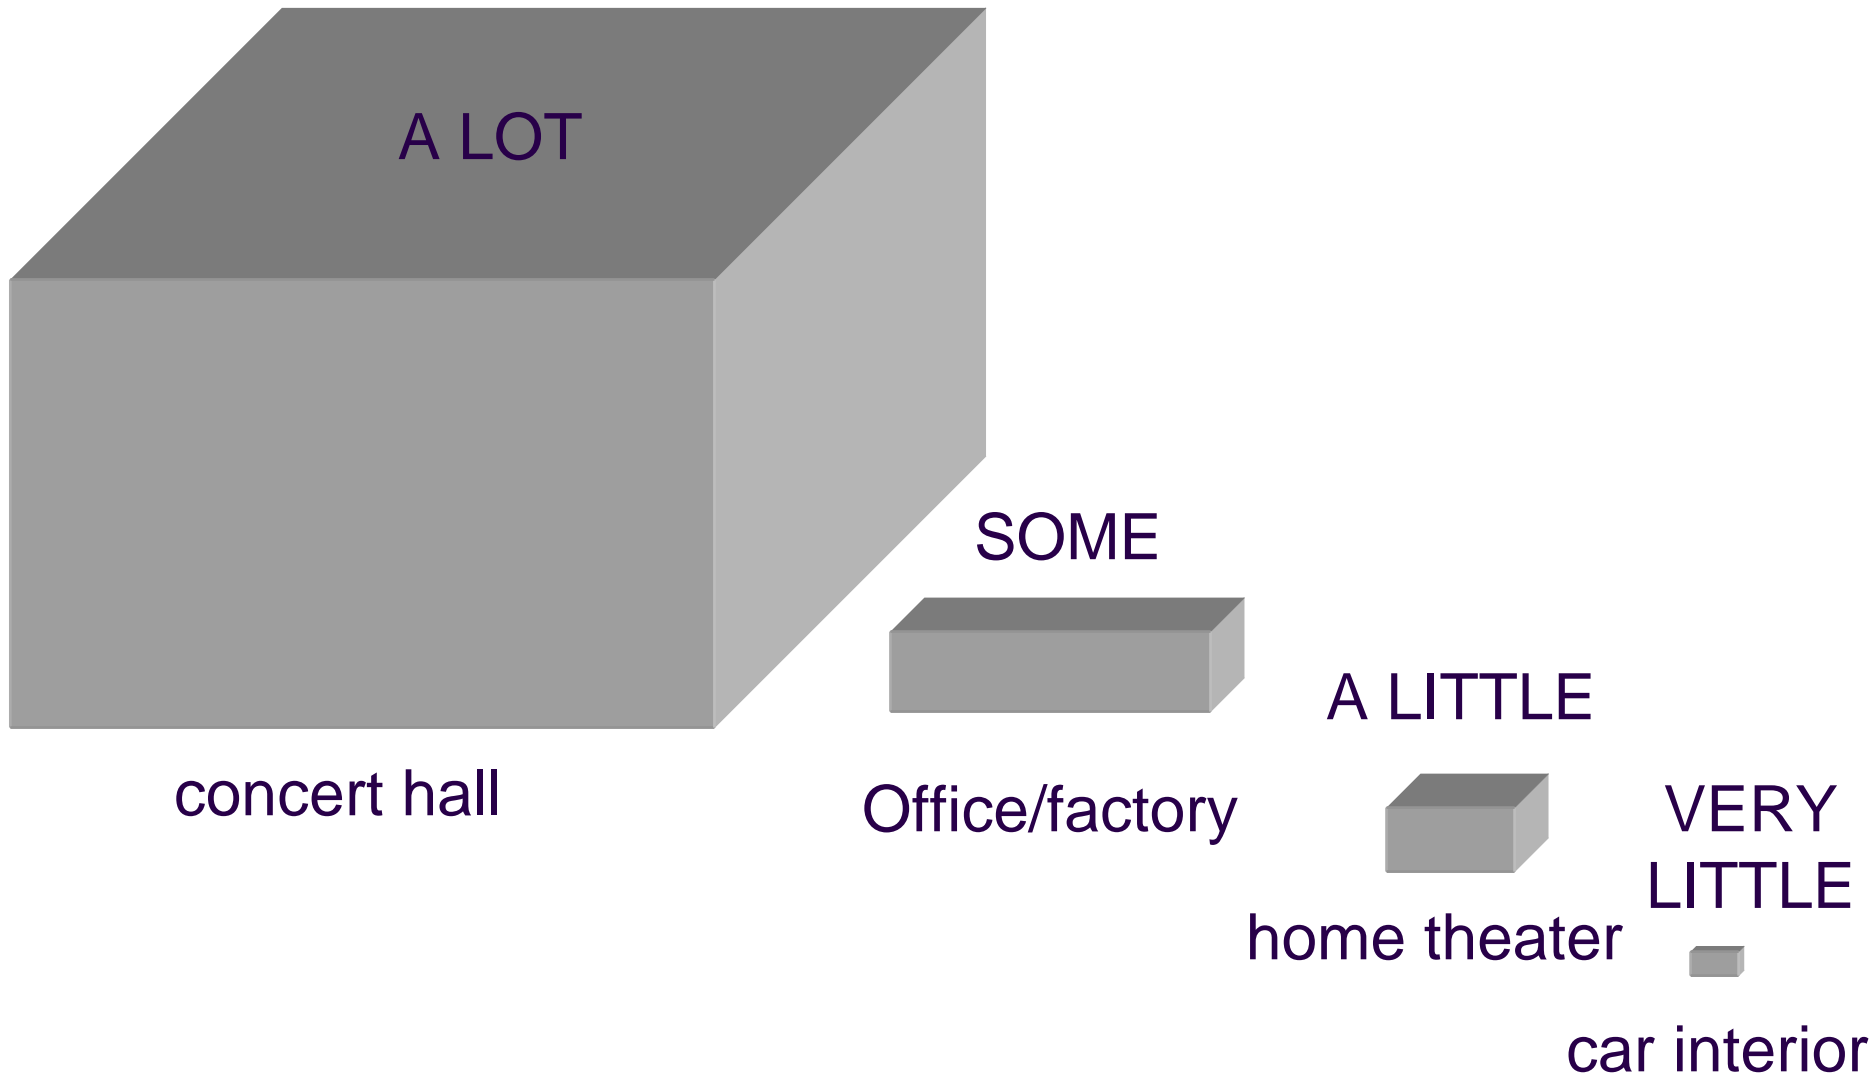 A LOT
concert hall
SOME
Office/factory
A LITTLE
home theater
VERY
LITTLE
car interior